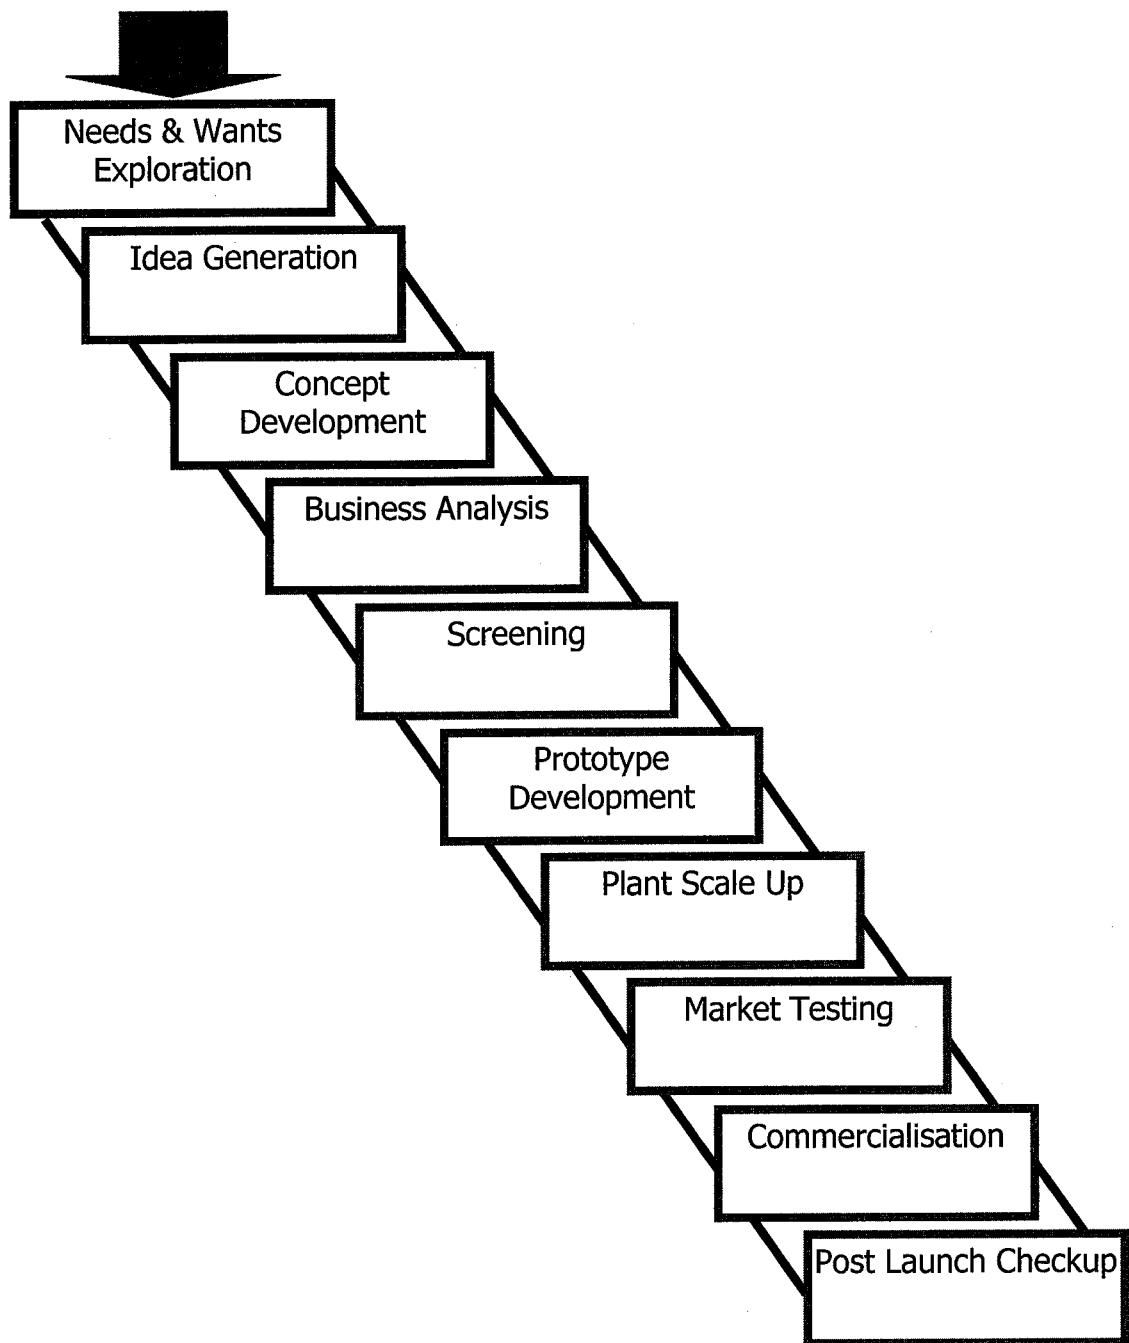 Needs & Wants
Exploration
Idea Generation
Concept
Development
Business Analysis
Screening
Prototype
Development
Plant Scale Up
Market Testing
Commercialisation
Post Launch Checkup